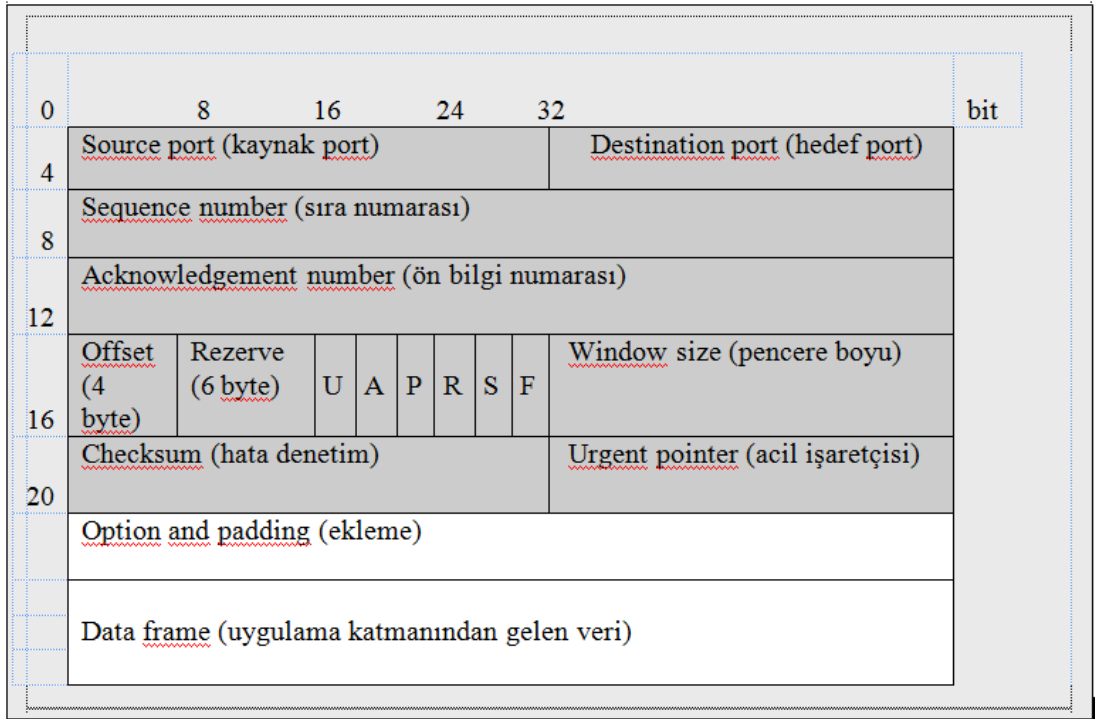 0 8 16 24 32 bit
Source port (kaynak port) Destination port (hedef port)
4
Sequence number (sıra numarası)
8
Acknowledgement number (ön bilgi numarası)
12
Offset Rezerve Window size (pencere boyu)
(4 (6 byte) U A P R S F
byte)
16
Checksum (hata denetim) Urgent pointer (acil işaretçisi)
20
Option and padding (ekleme)
Data frame (uygulama katmanından gelen veri)